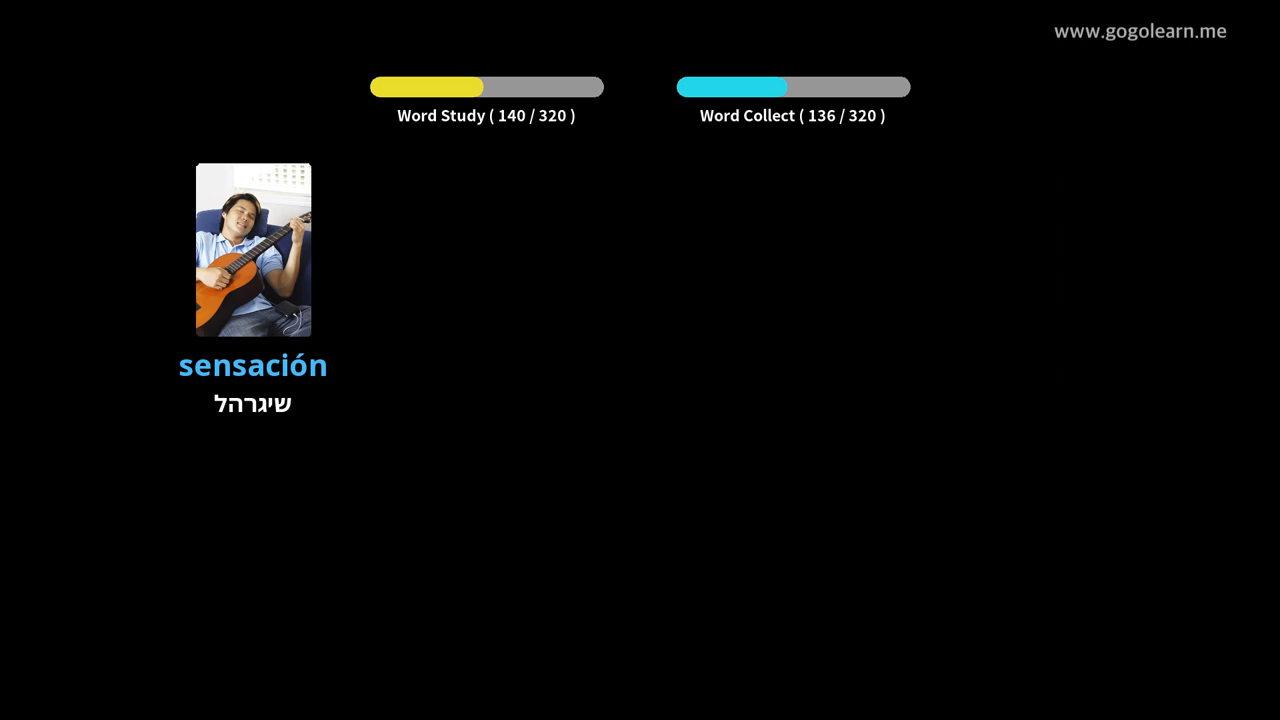 www.gogolearn.me
Word Study ( 140 / 320 )
Word Collect ( 136 / 320 )
sensación
שיגרהל